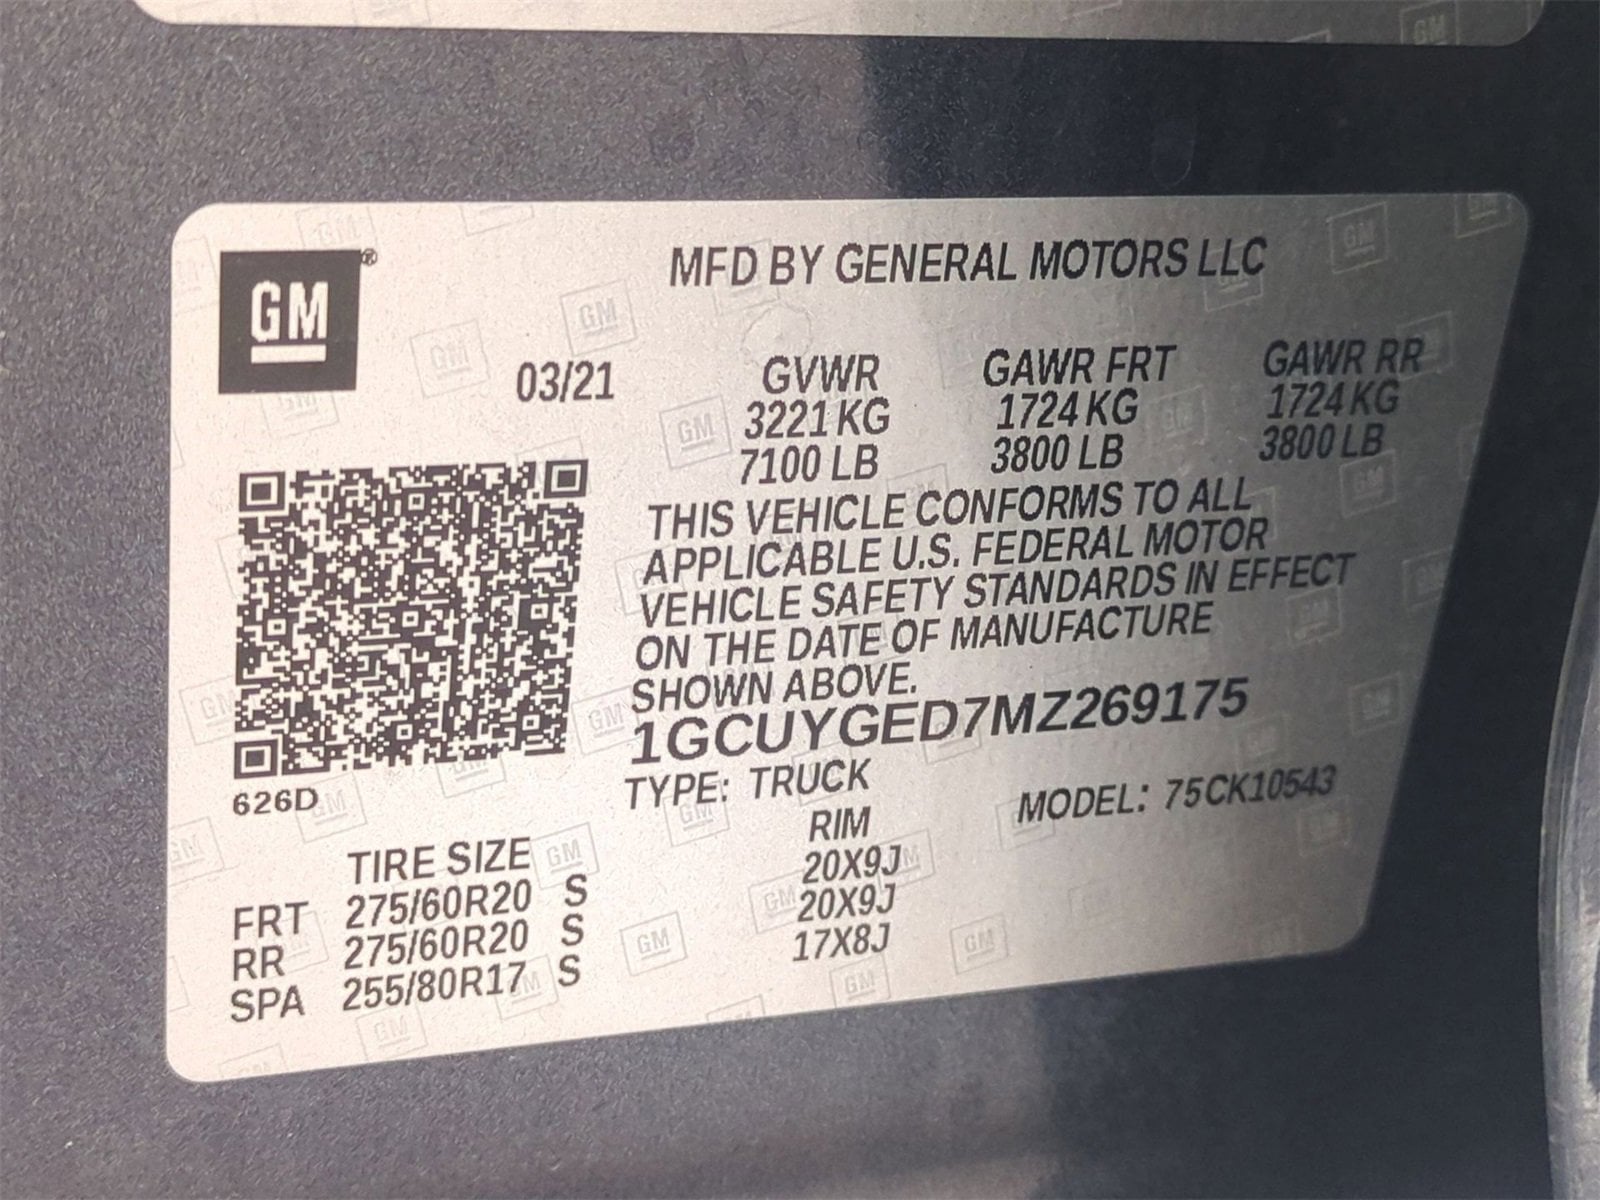 GM®
MFD BY GENERAL MOTORS LLC
03/21
GVWR GAWR FRT GAWR RR
3221 KG 1724 KG 1724 KG
7100 LB 3800 LB 3800 LB
THIS VEHICLE CONFORMS TO ALL
APPLICABLE U.S. FEDERAL MOTOR
VEHICLE SAFETY STANDARDS IN EFFECT
ON THE DATE OF MANUFACTURE
SHOWN ABOVE.
1GCUYGED7MZ269175
626D
TYPE: TRUCK MODEL: 75CK10543
TIRE SIZE RIM
FRT 275/60R20 S 20X9J
RR 275/60R20 S 20X9J
SPA 255/80R17 S 17X8J